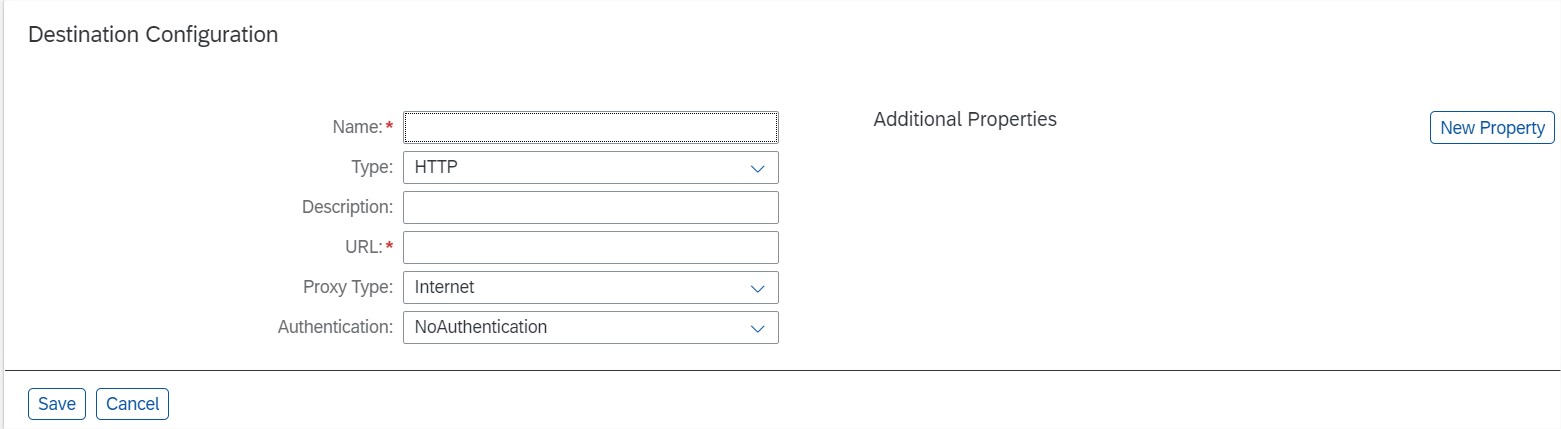 Destination Configuration
Name:*
Additional Properties
New Property
Type: HTTP
Description:
URL:*
Proxy Type: Internet
Authentication: NoAuthentication
Save Cancel